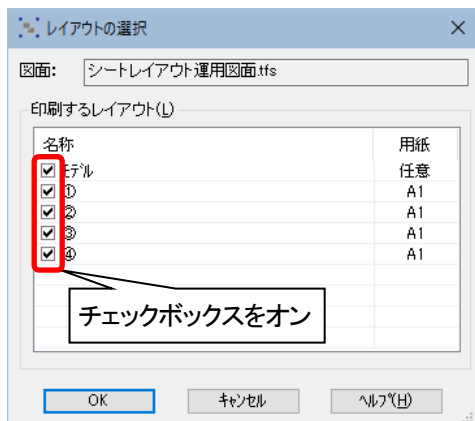 レイアウトの選択
図面: シートレイアウト運用図面.tfs
印刷するレイアウト(L)
名称 用紙
モデル 任意
① A1
② A1
③ A1
④ A1
チェックボックスをオン
OK キャンセル ヘルプ(H)